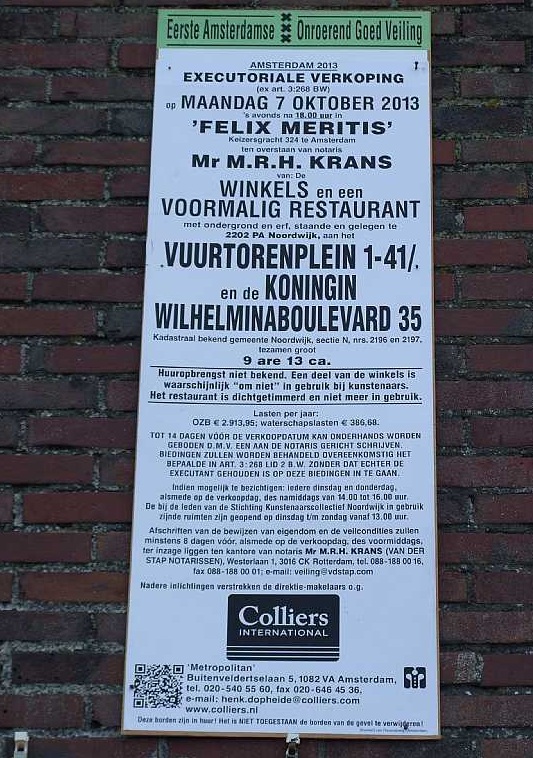 Eerste Amsterdamse Onroerend Goed Veiling
AMSTERDAM 2013
EXECUTORIALE VERKOPING
(ex art. 3:268 BW)
op MAANDAG 7 OKTOBER 2013
's avonds na 18.00 uur in
'FELIX MERITIS'
Keizersgracht 324 te Amsterdam
ten overstaan van notaris
Mr M.R.H. KRANS
van: De
WINKELS en een
VOORMALIG RESTAURANT
met ondergrond en erf, staande en gelegen te
2202 PA Noordwijk, aan het
VUURTORENPLEIN 1-41/.
en de KONINGIN
WILHELMINABOULEVARD 35
Kadastraal bekend gemeente Noordwijk, sectie N, nrs. 2196 en 2197,
tezamen groot
9 are 13 ca.
Huuropbrengst niet bekend. Een deel van de winkels is
waarschijnlijk "om niet" in gebruik bij kunstenaars.
Het restaurant is dichtgetimmerd en niet meer in gebruik.
Lasten per jaar:
OZB € 2.913,95; waterschapslasten € 386,68.
TOT 14 DAGEN VÓÓR DE VERKOOPDATUM KAN ONDERHANDS WORDEN
GEBODEN D.M.V. EEN AAN DE NOTARIS GERICHT SCHRIJVEN.
BIEDINGEN ZULLEN WORDEN BEHANDELD OVEREENKOMSTIG HET
BEPAALDE IN ART. 3:268 LID 2 B.W. ZONDER DAT ECHTER DE
EXECUTANT GEHOUDEN IS OP DEZE BIEDINGEN IN TE GAAN.
Indien mogelijk te bezichtigen: iedere dinsdag en donderdag,
alsmede op de verkoopdag, des namiddags van 14.00 tot 16.00 uur.
De bij de leden van de Stichting Kunstenaarscollectief Noordwijk in gebruik
zijnde ruimten zijn geopend op dinsdag t/m zondag vanaf 13.00 uur.
Afschriften van de bewijzen van eigendom en de veilcondities zullen
minstens 8 dagen vóór, alsmede op de verkoopdag, des voormiddags,
ter inzage liggen ten kantore van notaris Mr M.R.H. KRANS (VAN DER
STAP NOTARISSEN), Westerlaan 1, 3016 CK Rotterdam, tel. 088-188 00 16,
fax 088-188 00 01; e-mail: veiling@vdstap.com
Nadere inlichtingen verstrekken de direktie-makelaars o.g.
Colliers
INTERNATIONAL
'Metropolitan'
Buitenveldertselaan 5, 1082 VA Amsterdam,
tel. 020-540 55 60, fax 020-646 45 36,
e-mail: henk.dopheide@colliers.com
www.colliers.nl
Deze borden zijn in huur! Het is NIET TOEGESTAAN de borden van de gevel te verwijderen!